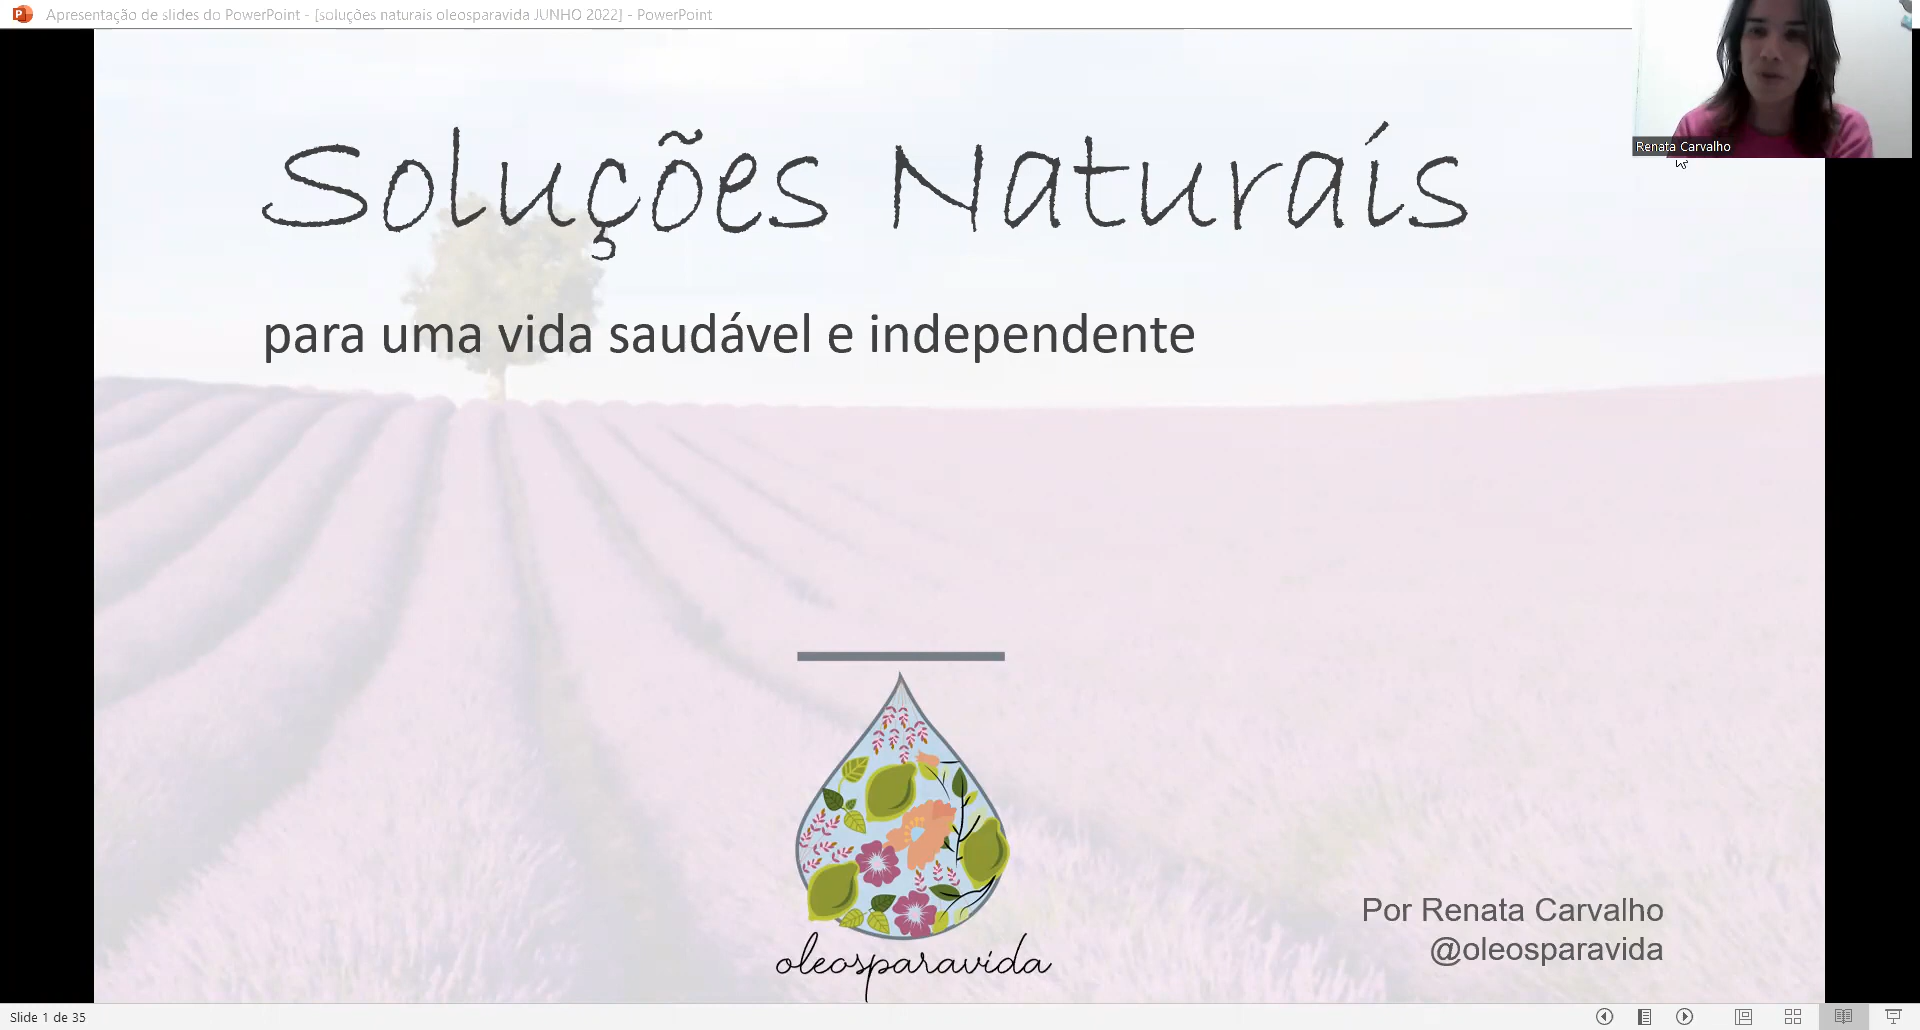 Apresentação de slides do PowerPoint - [soluções naturais oleosparavida JUNHO 2022] - PowerPoint
Renata Carvalho
Soluções Naturais
para uma vida saudável e independente
oleosparavida
Por Renata Carvalho
@oleosparavida
Slide 1 de 35